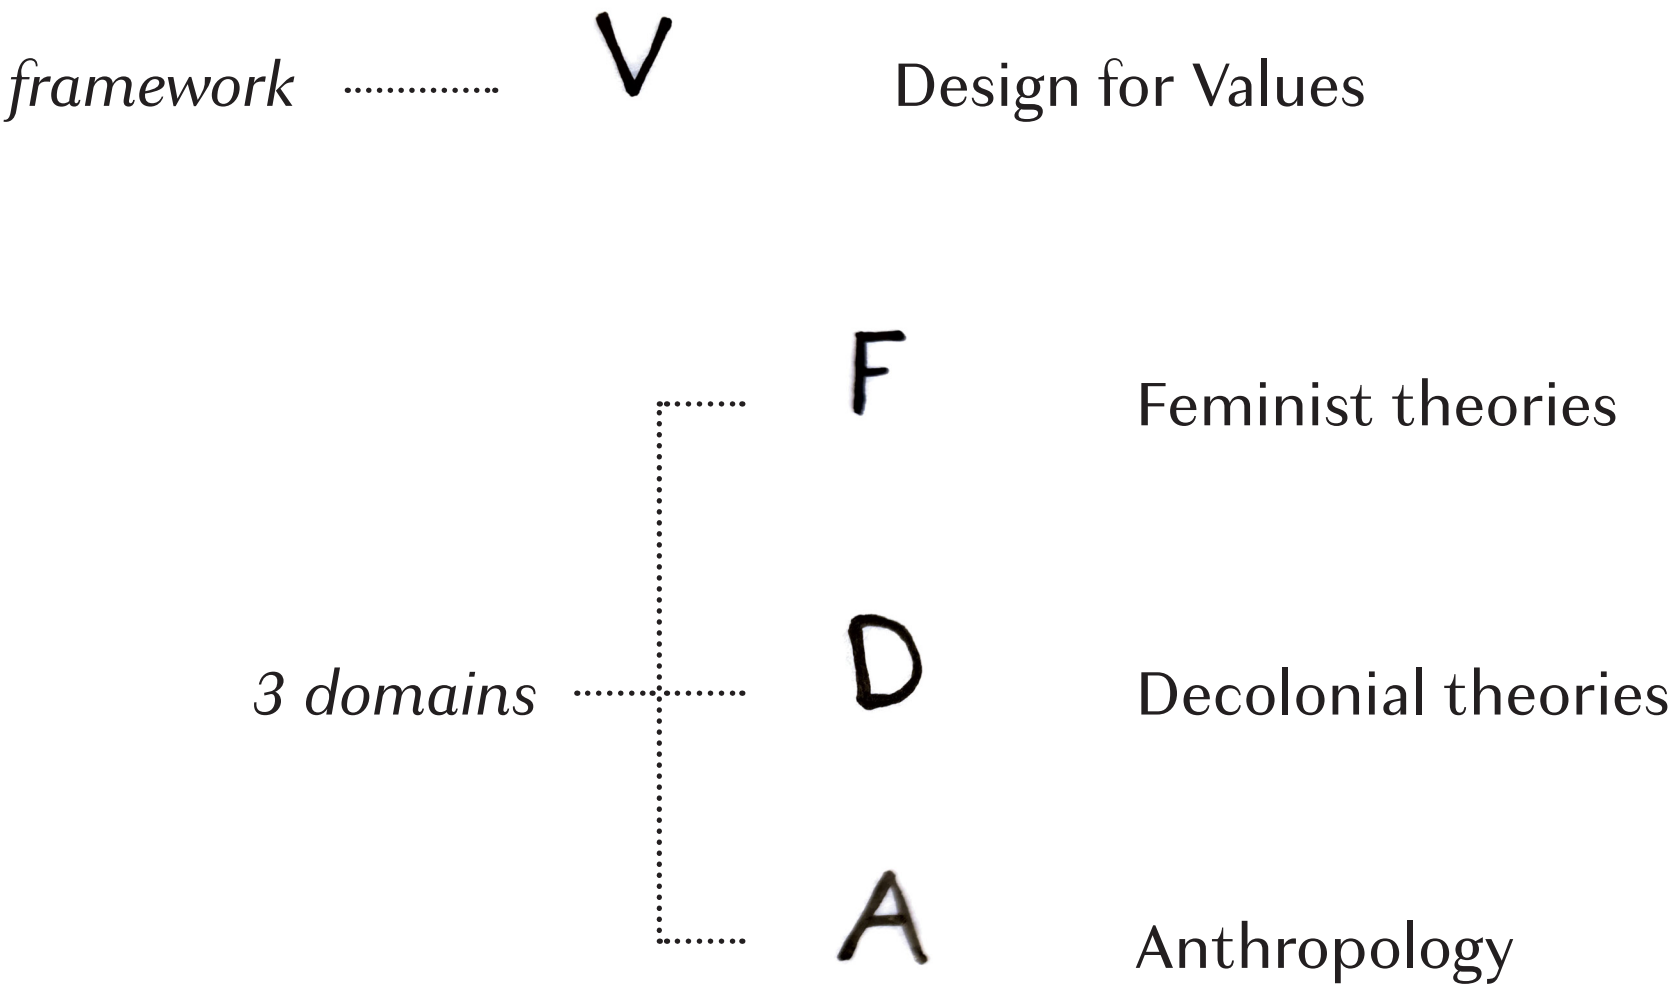 framework V Design for Values
F Feminist theories
3 domains D Decolonial theories
A Anthropology